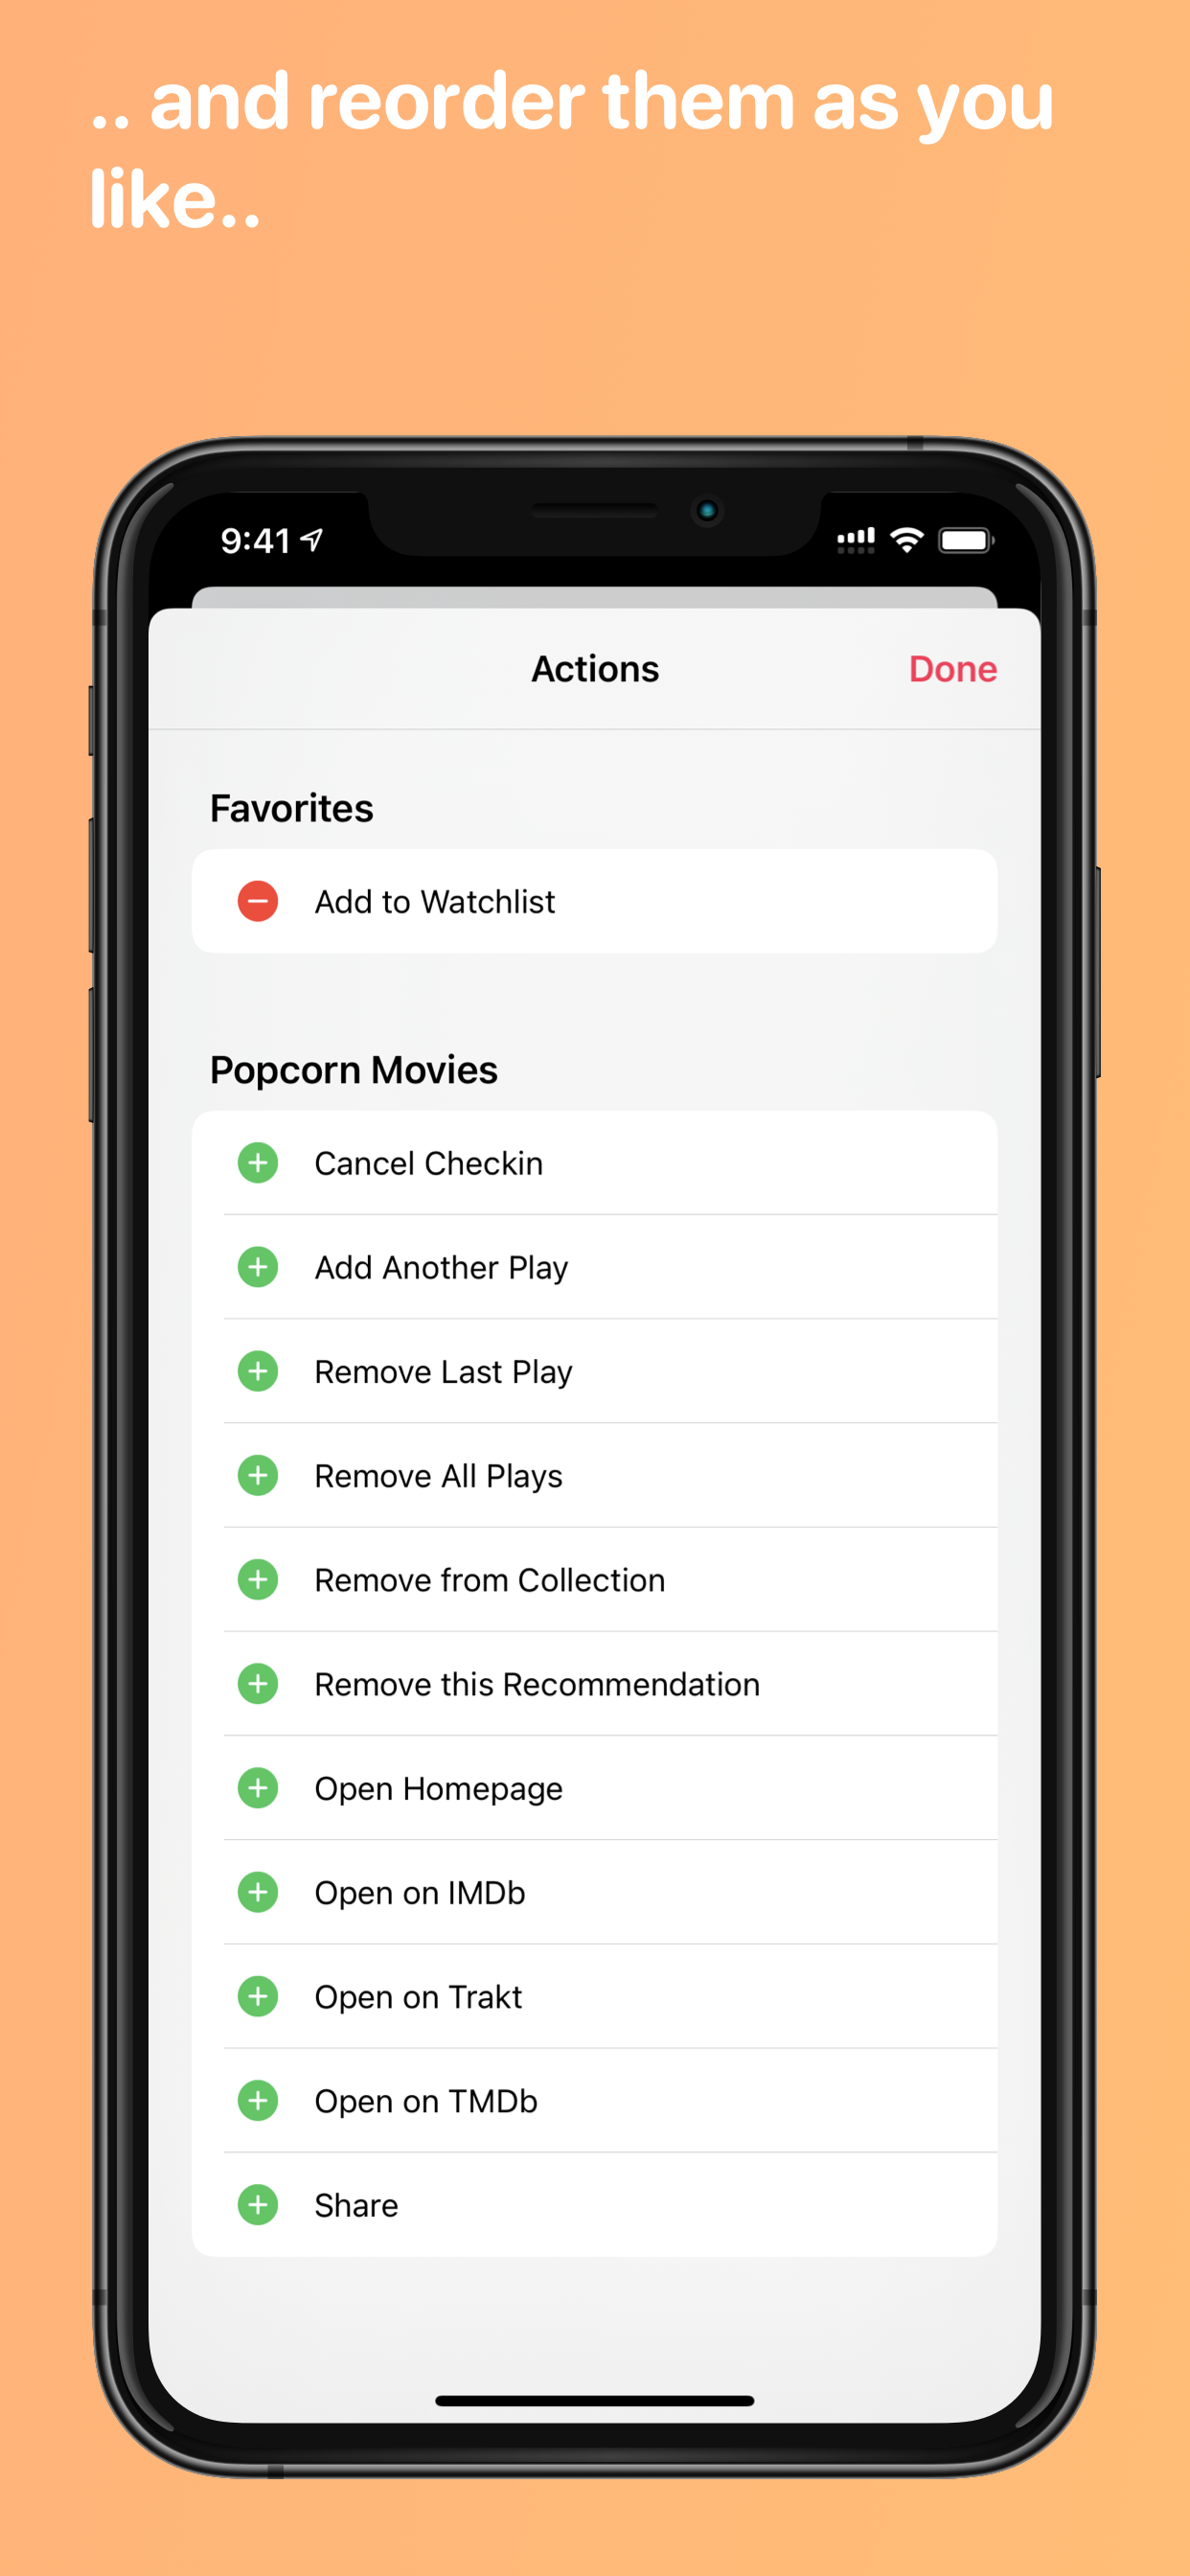 .. and reorder them as you
like..
9:41
Actions
Done
Favorites
Add to Watchlist
Popcorn Movies
Cancel Checkin
Add Another Play
Remove Last Play
Remove All Plays
Remove from Collection
Remove this Recommendation
Open Homepage
Open on IMDb
Open on Trakt
Open on TMDb
Share